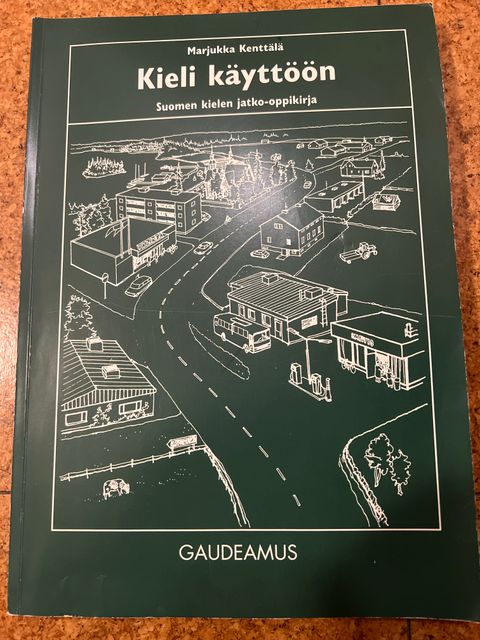 Marjukka Kenttälä
Kieli käyttöön
Suomen kielen jatko-oppikirja
GAUDEAMUS